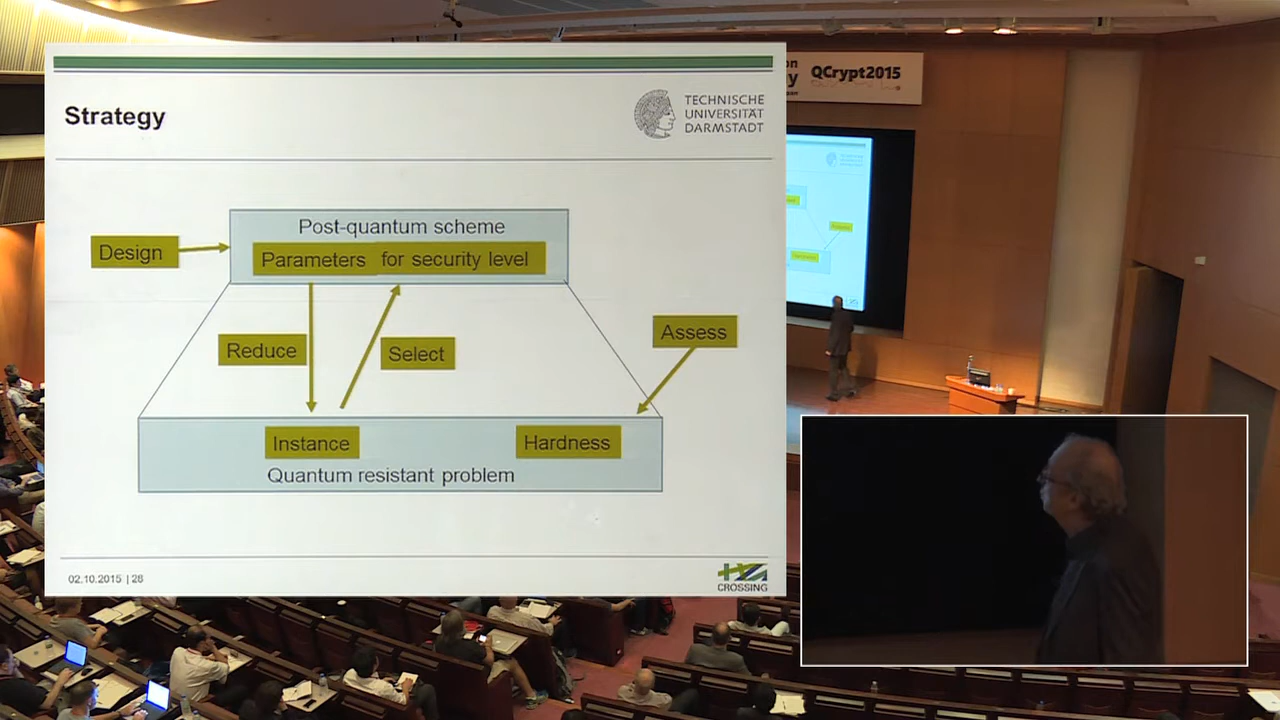 Strategy
TECHNISCHE
UNIVERSITÄT
DARMSTADT
Post-quantum scheme
Design
Parameters for security level
Reduce
Select
Assess
Instance
Hardness
Quantum resistant problem
02.10.2015 | 28
CROSSING
QCrypt2015